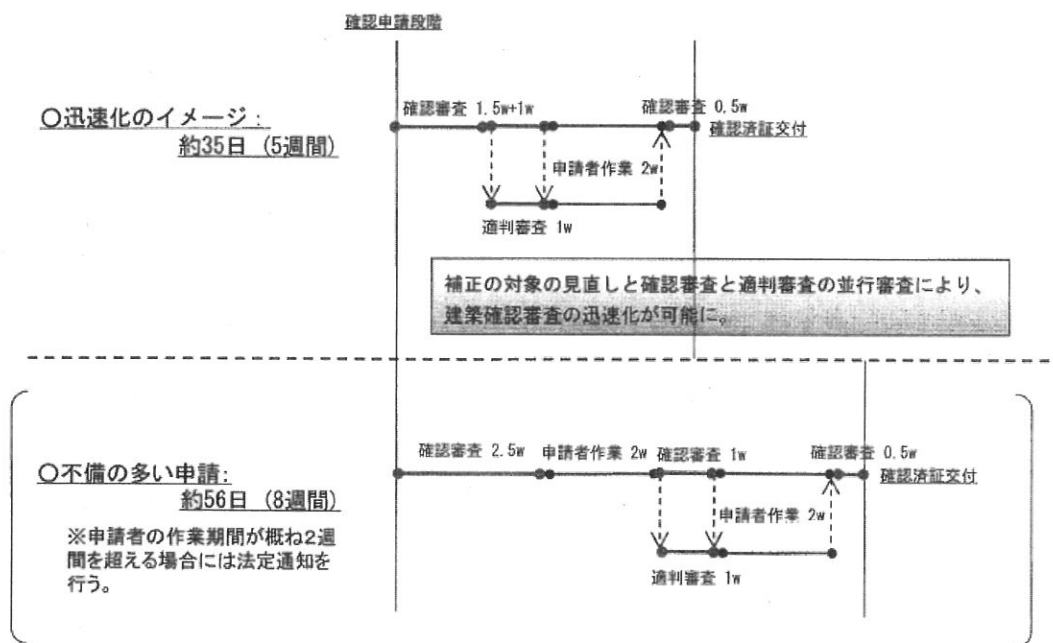 確認申請段階
○迅速化のイメージ:
約35日 (5週間)
確認審査 1.5w+1w
確認審査 0.5w
確認済証交付
申請者作業 2w
適判審査 1w
補正の対象の見直しと確認審査と適判審査の並行審査により、
建築確認審査の迅速化が可能に。
○不備の多い申請:
約56日 (8週間)
※申請者の作業期間が概ね2週
間を超える場合には法定通知を
行う。
確認審査 2.5w
申請者作業 2w
確認審査 1w
確認審査 0.5w
確認済証交付
申請者作業 2w
適判審査 1w